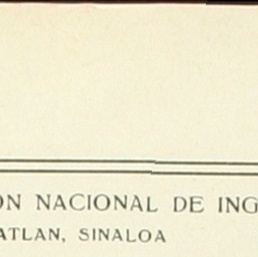 ON NACIONAL DE ING
ATLAN, SINALOA